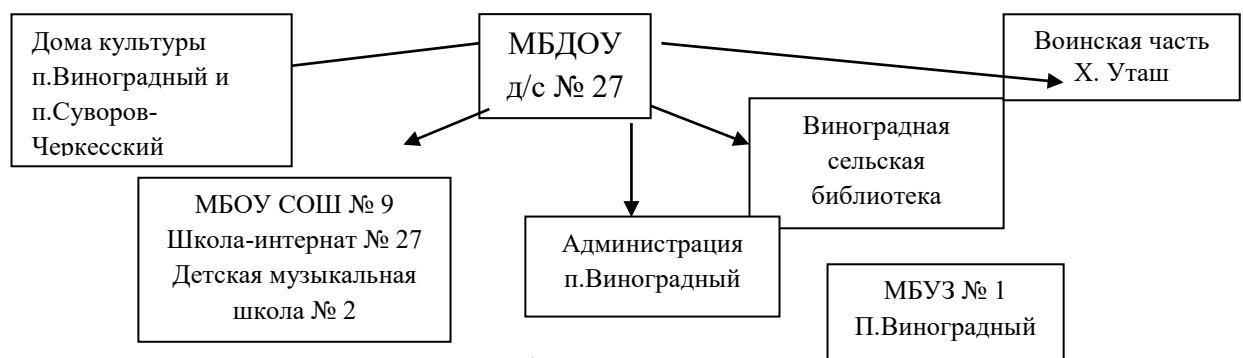 Дома культуры
п.Виноградный и
п.Суворов-
Черкесский
МБДОУ
д/с № 27
Воинская часть
Х. Уташ
Виноградная
сельская
библиотека
МБОУ СОШ № 9
Школа-интернат № 27
Детская музыкальная
школа № 2
Администрация
п.Виноградный
МБУЗ № 1
П.Виноградный